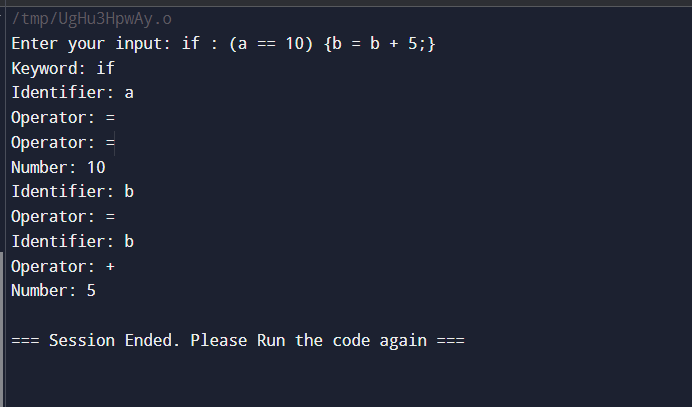 /tmp/UgHu3HpwAy.o
Enter your input: if : (a == 10) {b = b + 5;}
Keyword: if
Identifier: a
Operator: =
Operator: =
Number: 10
Identifier: b
Operator: =
Identifier: b
Operator: +
Number: 5
=== Session Ended. Please Run the code again ===